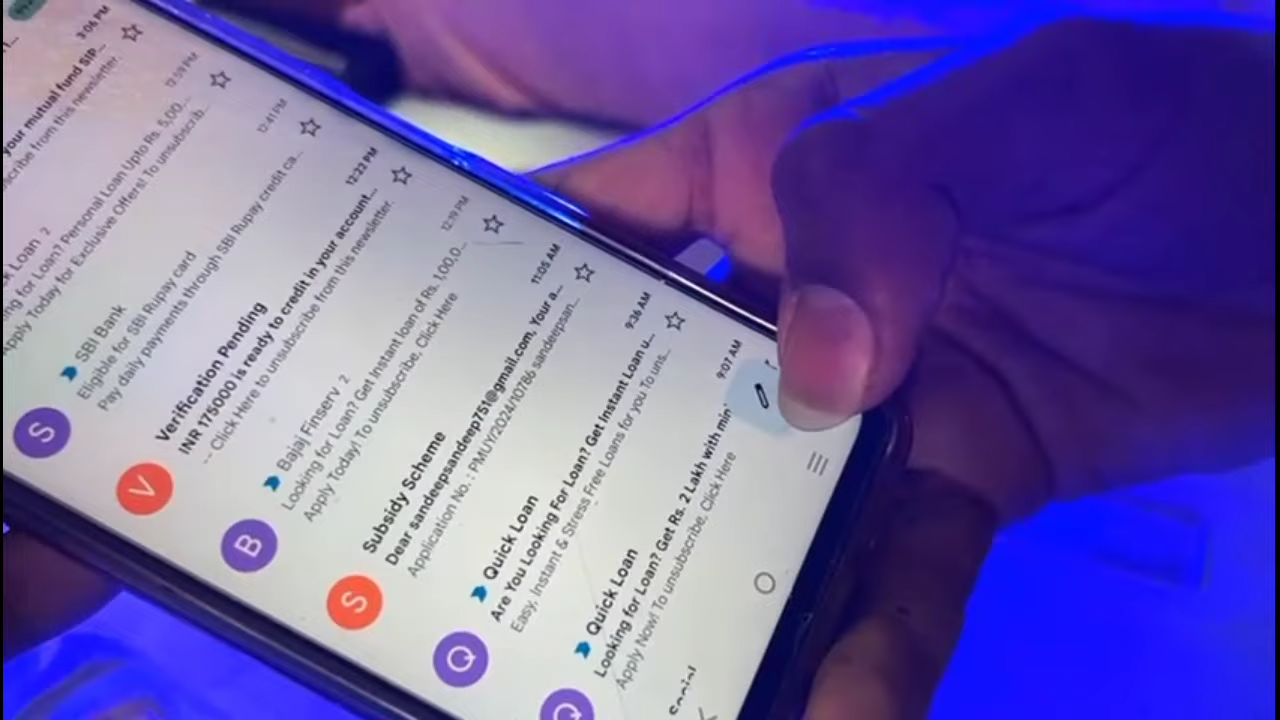 3:06 PM
your mutual fund SIP...
scribe from this newsletter.
Loan 2
12:59 PM
ing for Loan? Personal Loan Upto Rs. 5,00...
Apply Today for Exclusive Offers! To unsubscrib...
S
SBI Bank
12:41 PM
Eligible for SBI Rupay card
Pay daily payments through SBI Rupay credit ca...
V
Verification Pending
12:22 PM
INR 175000 is ready to credit in your account...
-- Click Here to unsubscribe from this newsletter.
B
Bajaj Finserv 2
12:19 PM
Looking for Loan? Get Instant loan of Rs. 1,00,0...
Apply Today! To unsubscribe, Click Here
S
Subsidy Scheme
11:05 AM
Dear sandeepsandeep751@gmail.com, Your a...
Application No. : PMUY/2024/10786 sandeepsan...
Q
Quick Loan
9:36 AM
Are You Looking For Loan? Get Instant Loan u...
Easy, Instant & Stress Free Loans for you To uns...
Q
Quick Loan
9:07 AM
Looking for Loan? Get Rs. 2 Lakh with min
Apply Now! To unsubscribe, Click Here
Social